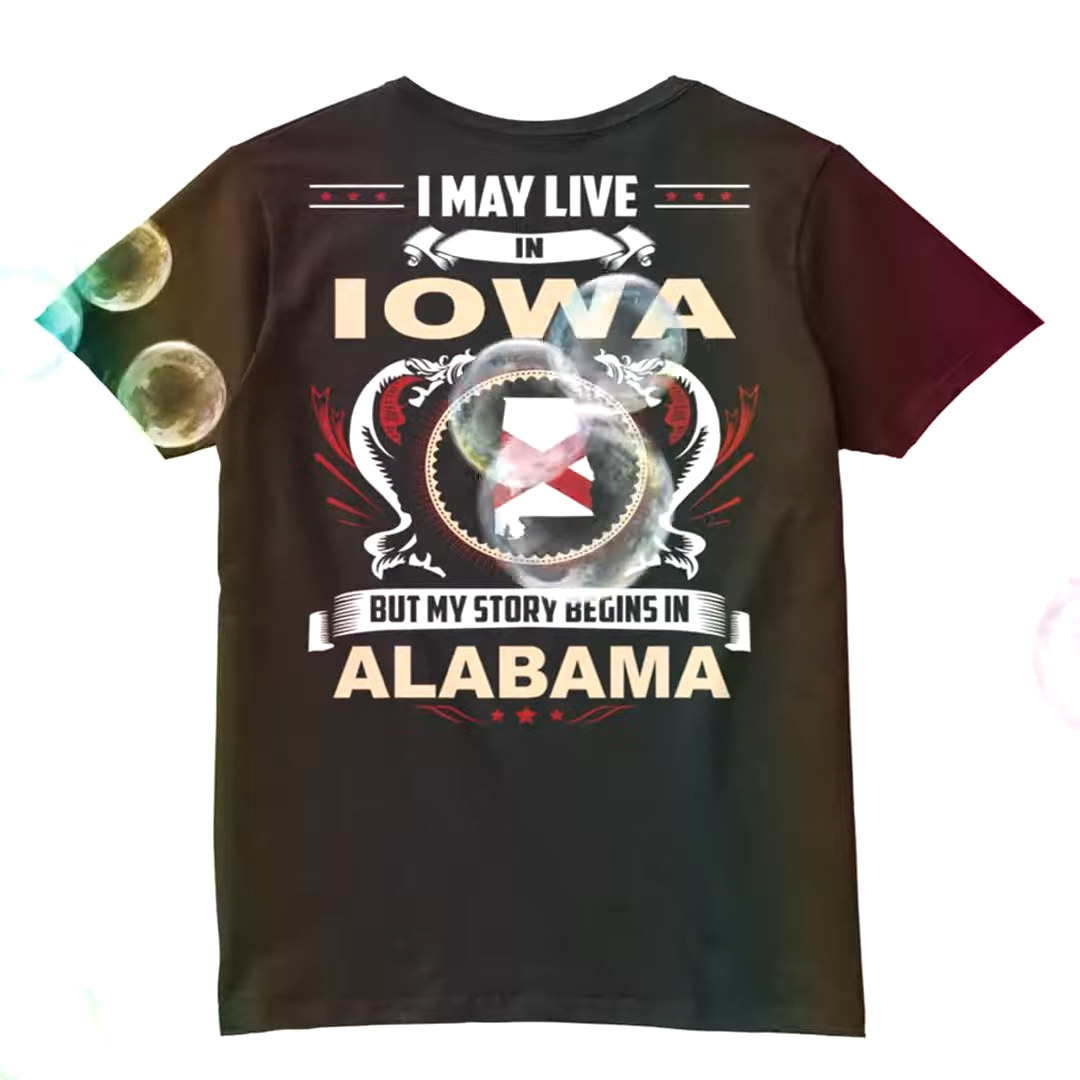 I MAY LIVE
IN
IOWA
BUT MY STORY BEGINS IN
ALABAMA